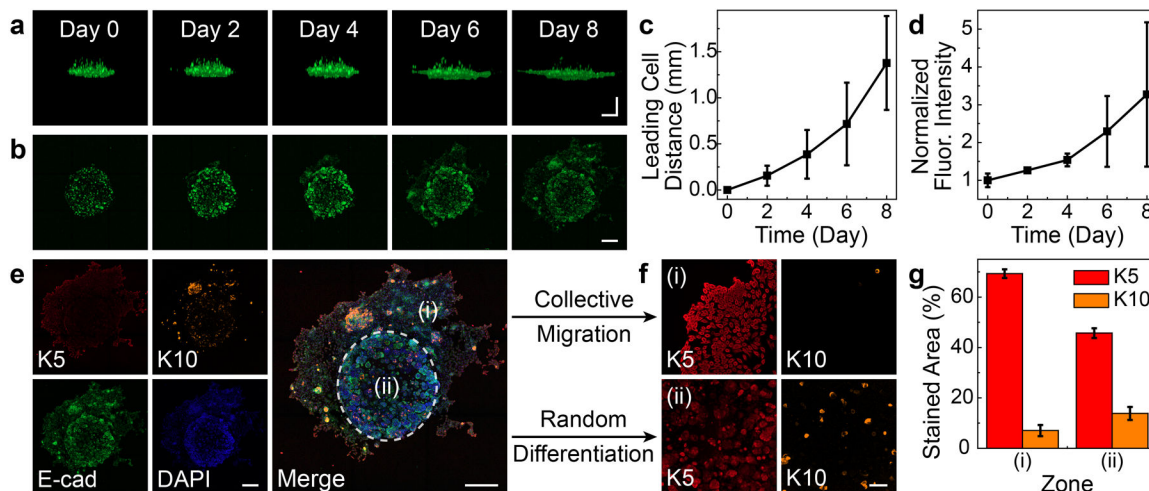 a
Day 0
Day 2
Day 4
Day 6
Day 8
b
c
Leading Cell
Distance (mm)
1.5
1.0
0.5
0.0
0 2 4 6 8
Time (Day)
d
Normalized
Fluor. Intensity
5
4
3
2
1
0 2 4 6 8
Time (Day)
e
K5
K10
E-cad
DAPI
(i)
(ii)
Merge
Collective
Migration
Random
Differentiation
f
(i)
K5
K10
(ii)
K5
K10
g
Stained Area (%)
60
40
20
0
K5
K10
(i) (ii)
Zone